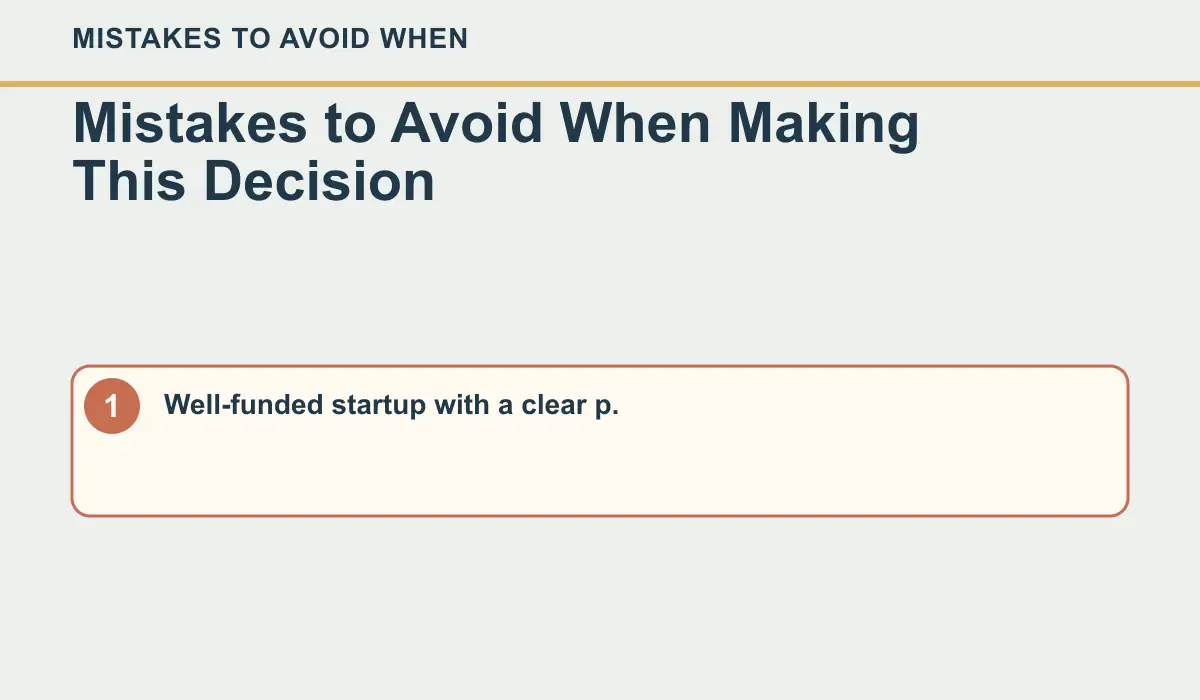 MISTAKES TO AVOID WHEN
Mistakes to Avoid When Making
This Decision
1 Well-funded startup with a clear p.